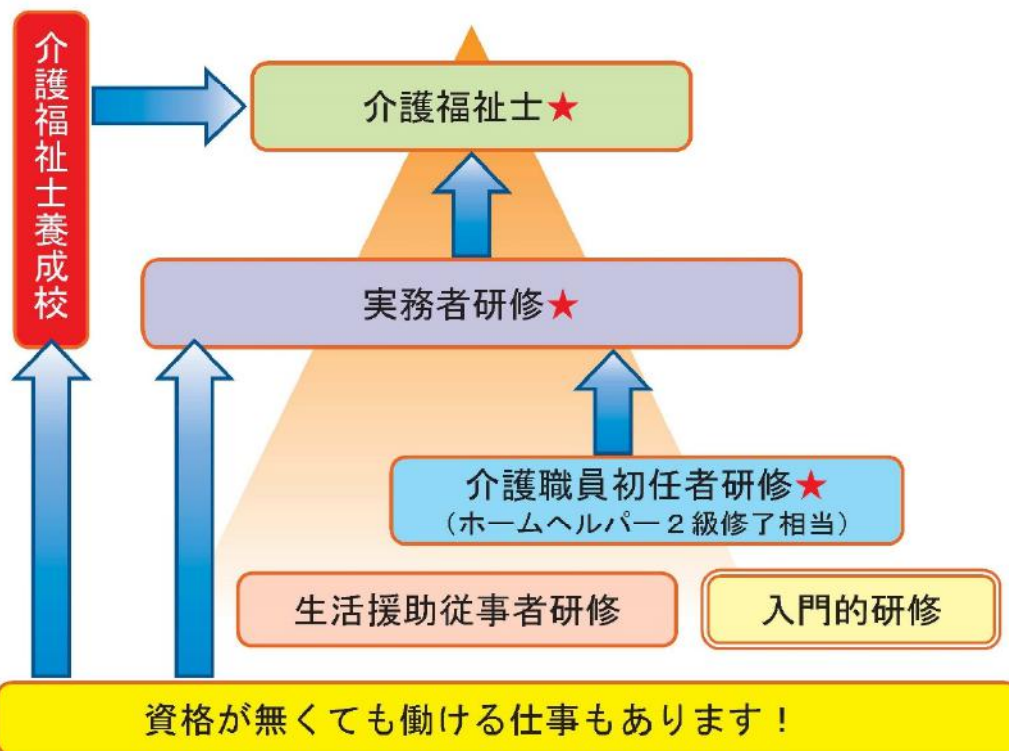 介護福祉士養成校
介護福祉士★
実務者研修★
介護職員初任者研修★
（ホームヘルパー２級修了相当）
生活援助従事者研修
入門的研修
資格が無くても働ける仕事もあります！